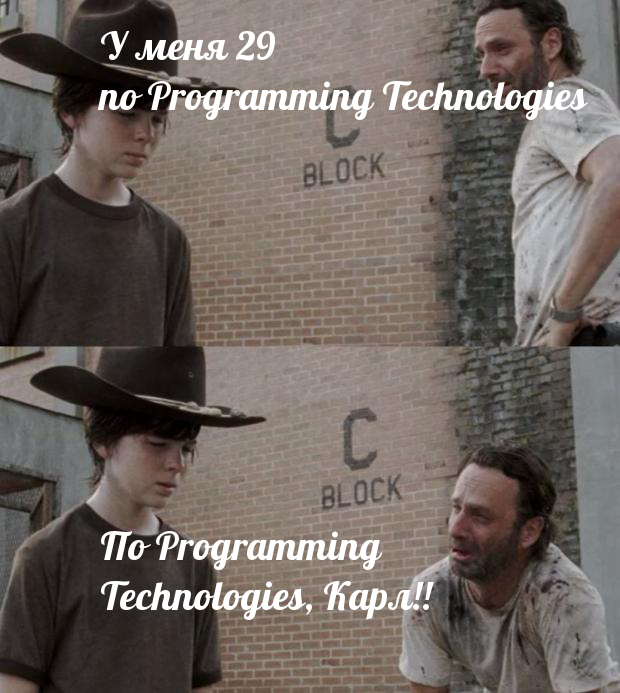 У меня 29
по Programming Technologies
C
BLOCK
C
BLOCK
По Programming
Technologies, Карл!!